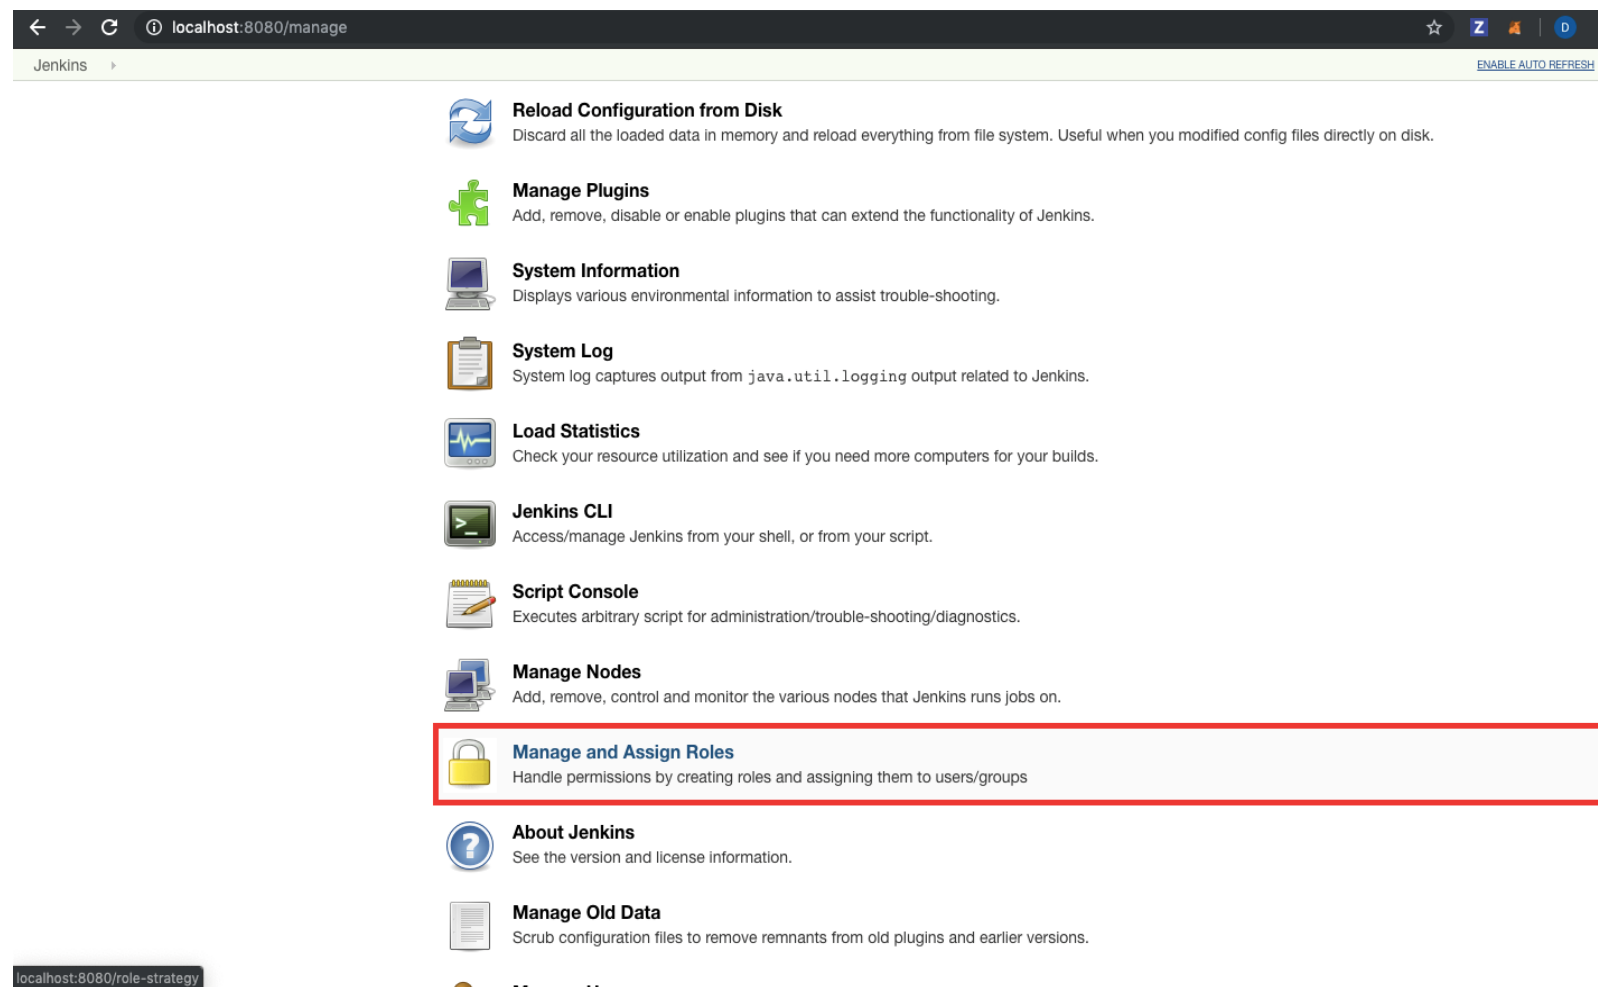 localhost:8080/manage
Z
D
Jenkins
ENABLE AUTO REFRESH
Reload Configuration from Disk
Discard all the loaded data in memory and reload everything from file system. Useful when you modified config files directly on disk.
Manage Plugins
Add, remove, disable or enable plugins that can extend the functionality of Jenkins.
System Information
Displays various environmental information to assist trouble-shooting.
System Log
System log captures output from java.util.logging output related to Jenkins.
Load Statistics
Check your resource utilization and see if you need more computers for your builds.
Jenkins CLI
Access/manage Jenkins from your shell, or from your script.
Script Console
Executes arbitrary script for administration/trouble-shooting/diagnostics.
Manage Nodes
Add, remove, control and monitor the various nodes that Jenkins runs jobs on.
Manage and Assign Roles
Handle permissions by creating roles and assigning them to users/groups
About Jenkins
See the version and license information.
Manage Old Data
Scrub configuration files to remove remnants from old plugins and earlier versions.
localhost:8080/role-strategy